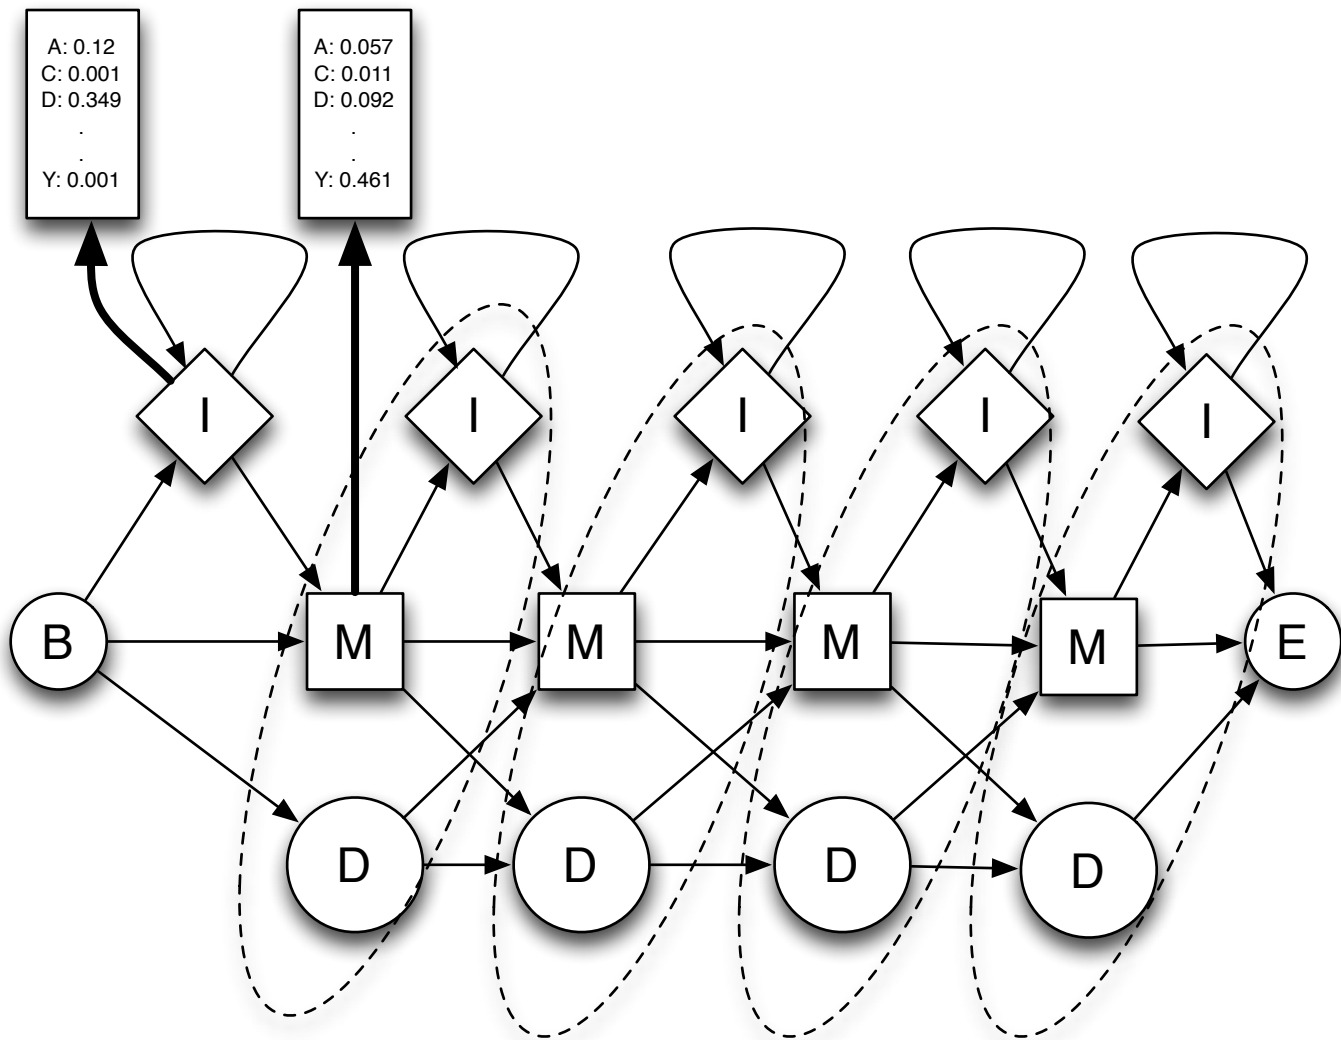 A: 0.12
C: 0.001
D: 0.349
.
.
Y: 0.001
A: 0.057
C: 0.011
D: 0.092
.
.
Y: 0.461
I
I
I
I
I
B
M
M
M
M
E
D
D
D
D